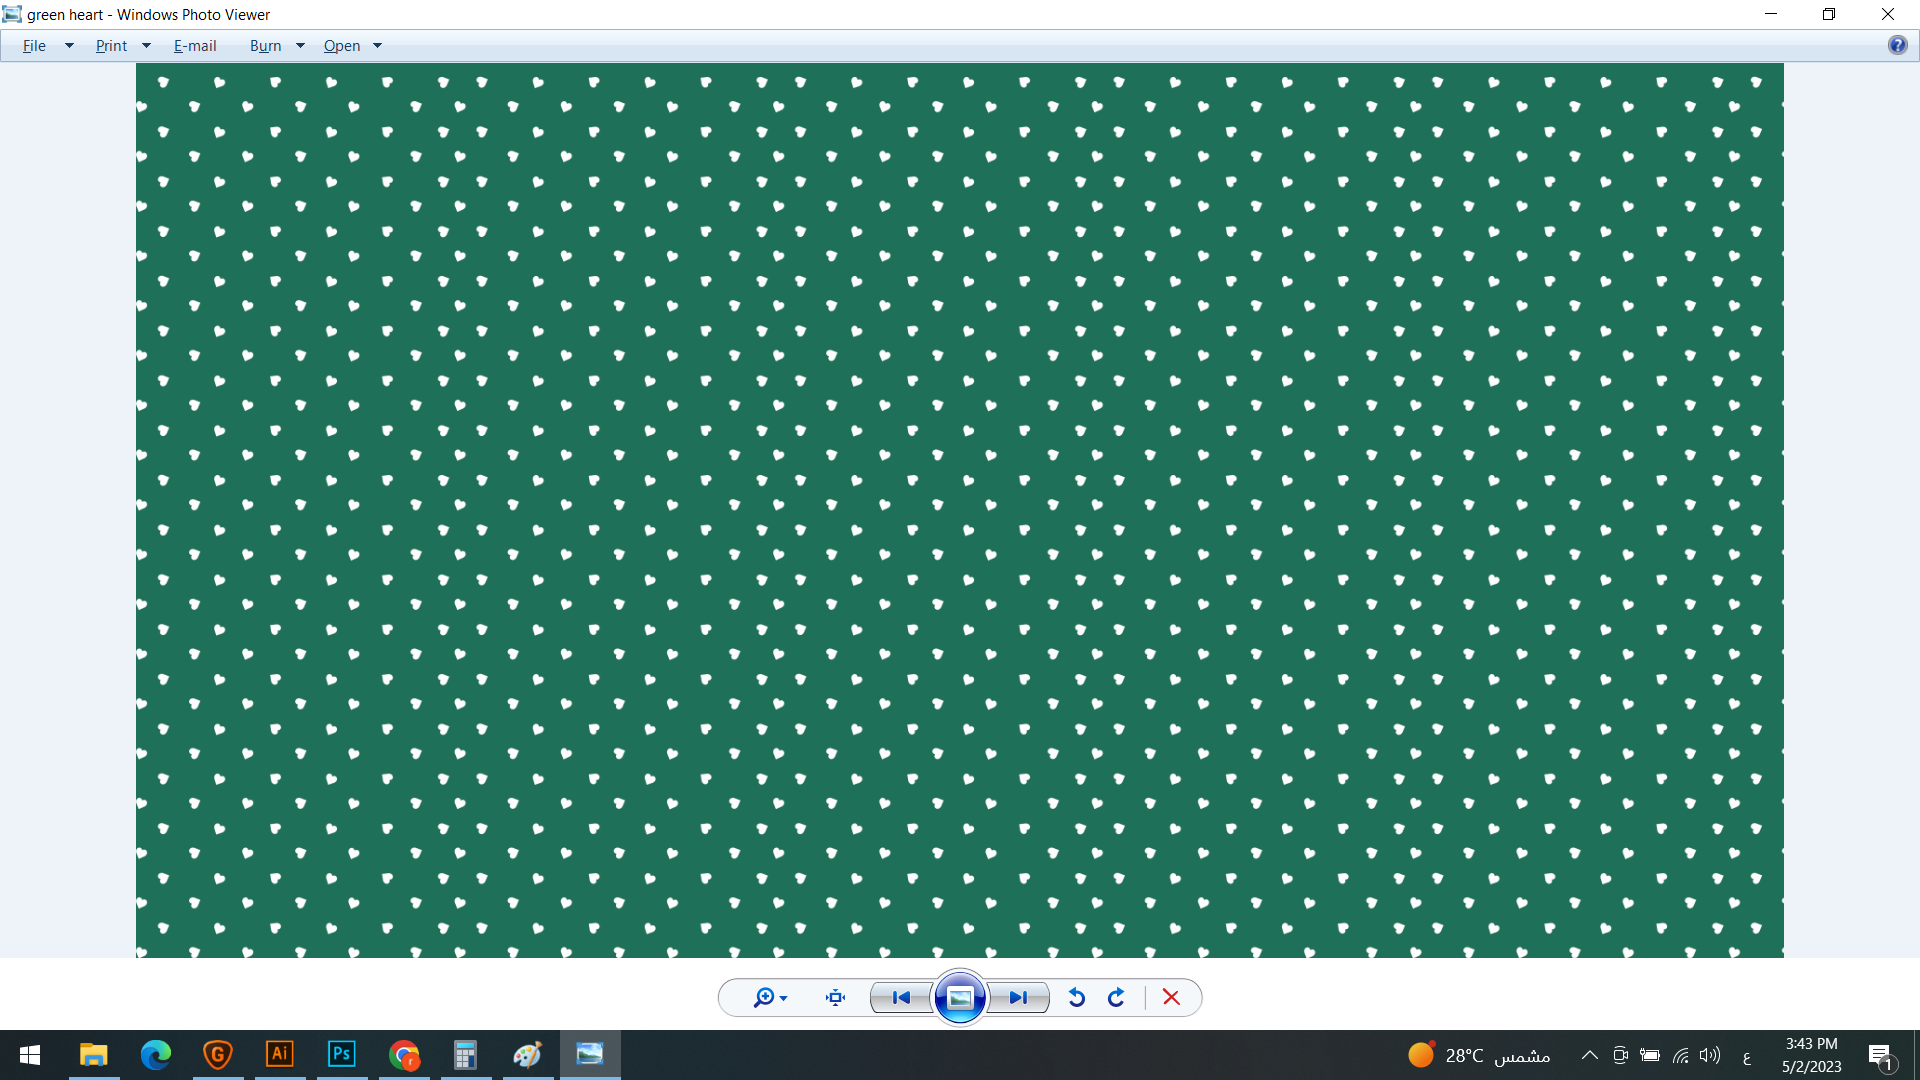 green heart - Windows Photo Viewer
File Print E-mail Burn Open
?
G Ai Ps r
28°C مشمس ع 3:43 PM
5/2/2023
1